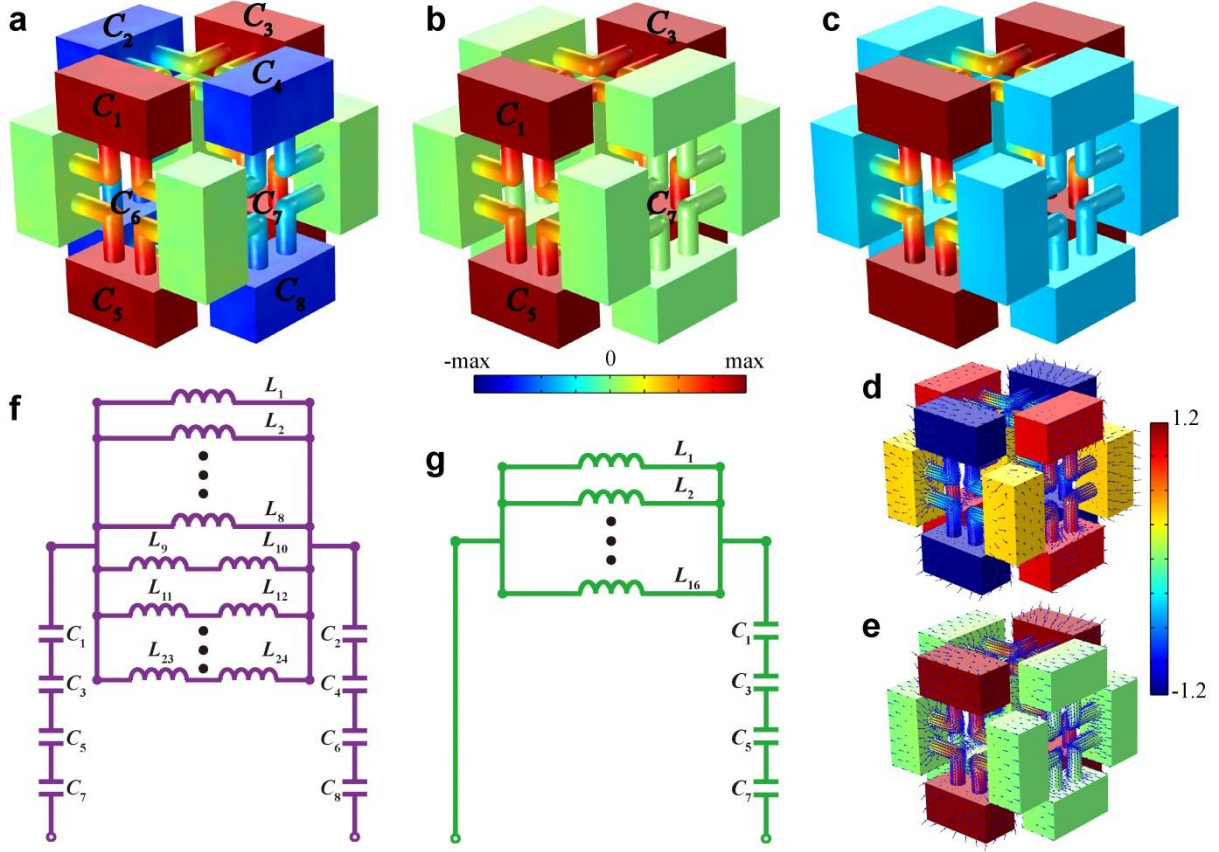 a
C₂
C₃
C₄
C₁
C₆
C₇
C₅
C₈
b
C₃
C₁
C₇
C₅
c
-max 0 max
d
1.2
-1.2
e
f
L₁
L₂
L₈
L₉ L₁₀
L₁₁ L₁₂
L₂₃ L₂₄
C₁ C₂
C₃ C₄
C₅ C₆
C₇ C₈
g
L₁
L₂
L₁₆
C₁
C₃
C₅
C₇